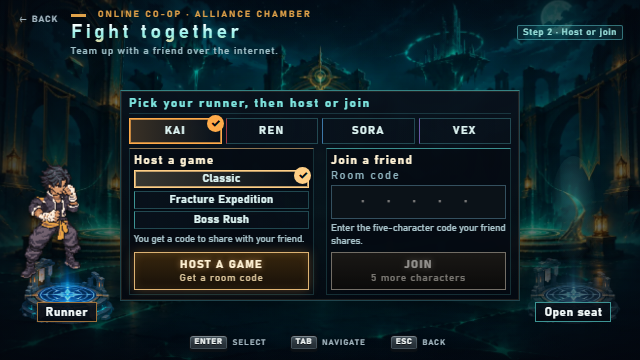 ← BACK
ONLINE CO-OP · ALLIANCE CHAMBER
Fight together
Team up with a friend over the internet.
Step 2 · Host or join
Pick your runner, then host or join
KAI
REN
SORA
VEX
Host a game
Classic
Fracture Expedition
Boss Rush
You get a code to share with your friend.
HOST A GAME
Get a room code
Join a friend
Room code
· · · · ·
Enter the five-character code your friend
shares.
JOIN
5 more characters
Runner
Open seat
ENTER SELECT
TAB NAVIGATE
ESC BACK